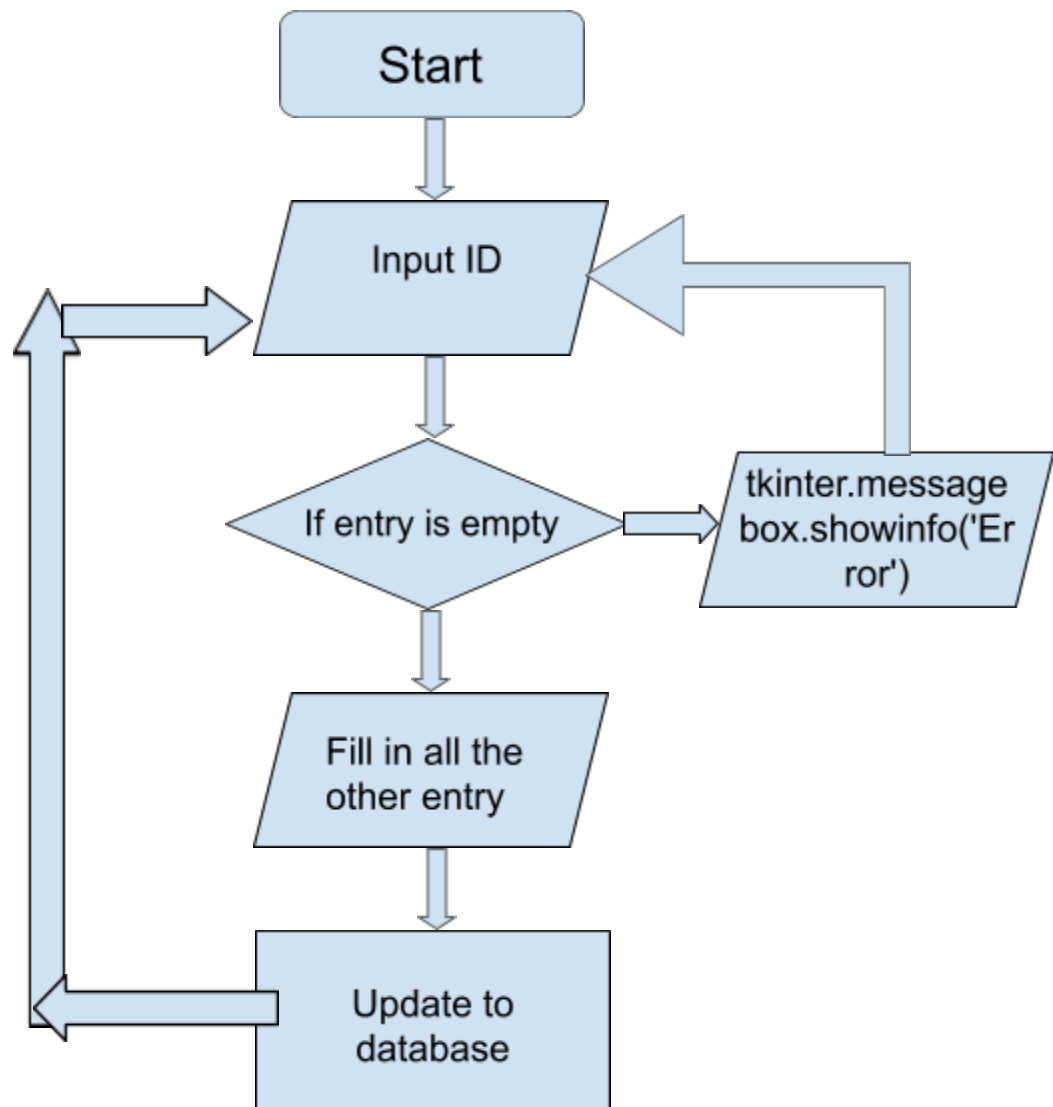 Start
Input ID
If entry is empty
tkinter.message
box.showinfo('Er
ror')
Fill in all the
other entry
Update to
database